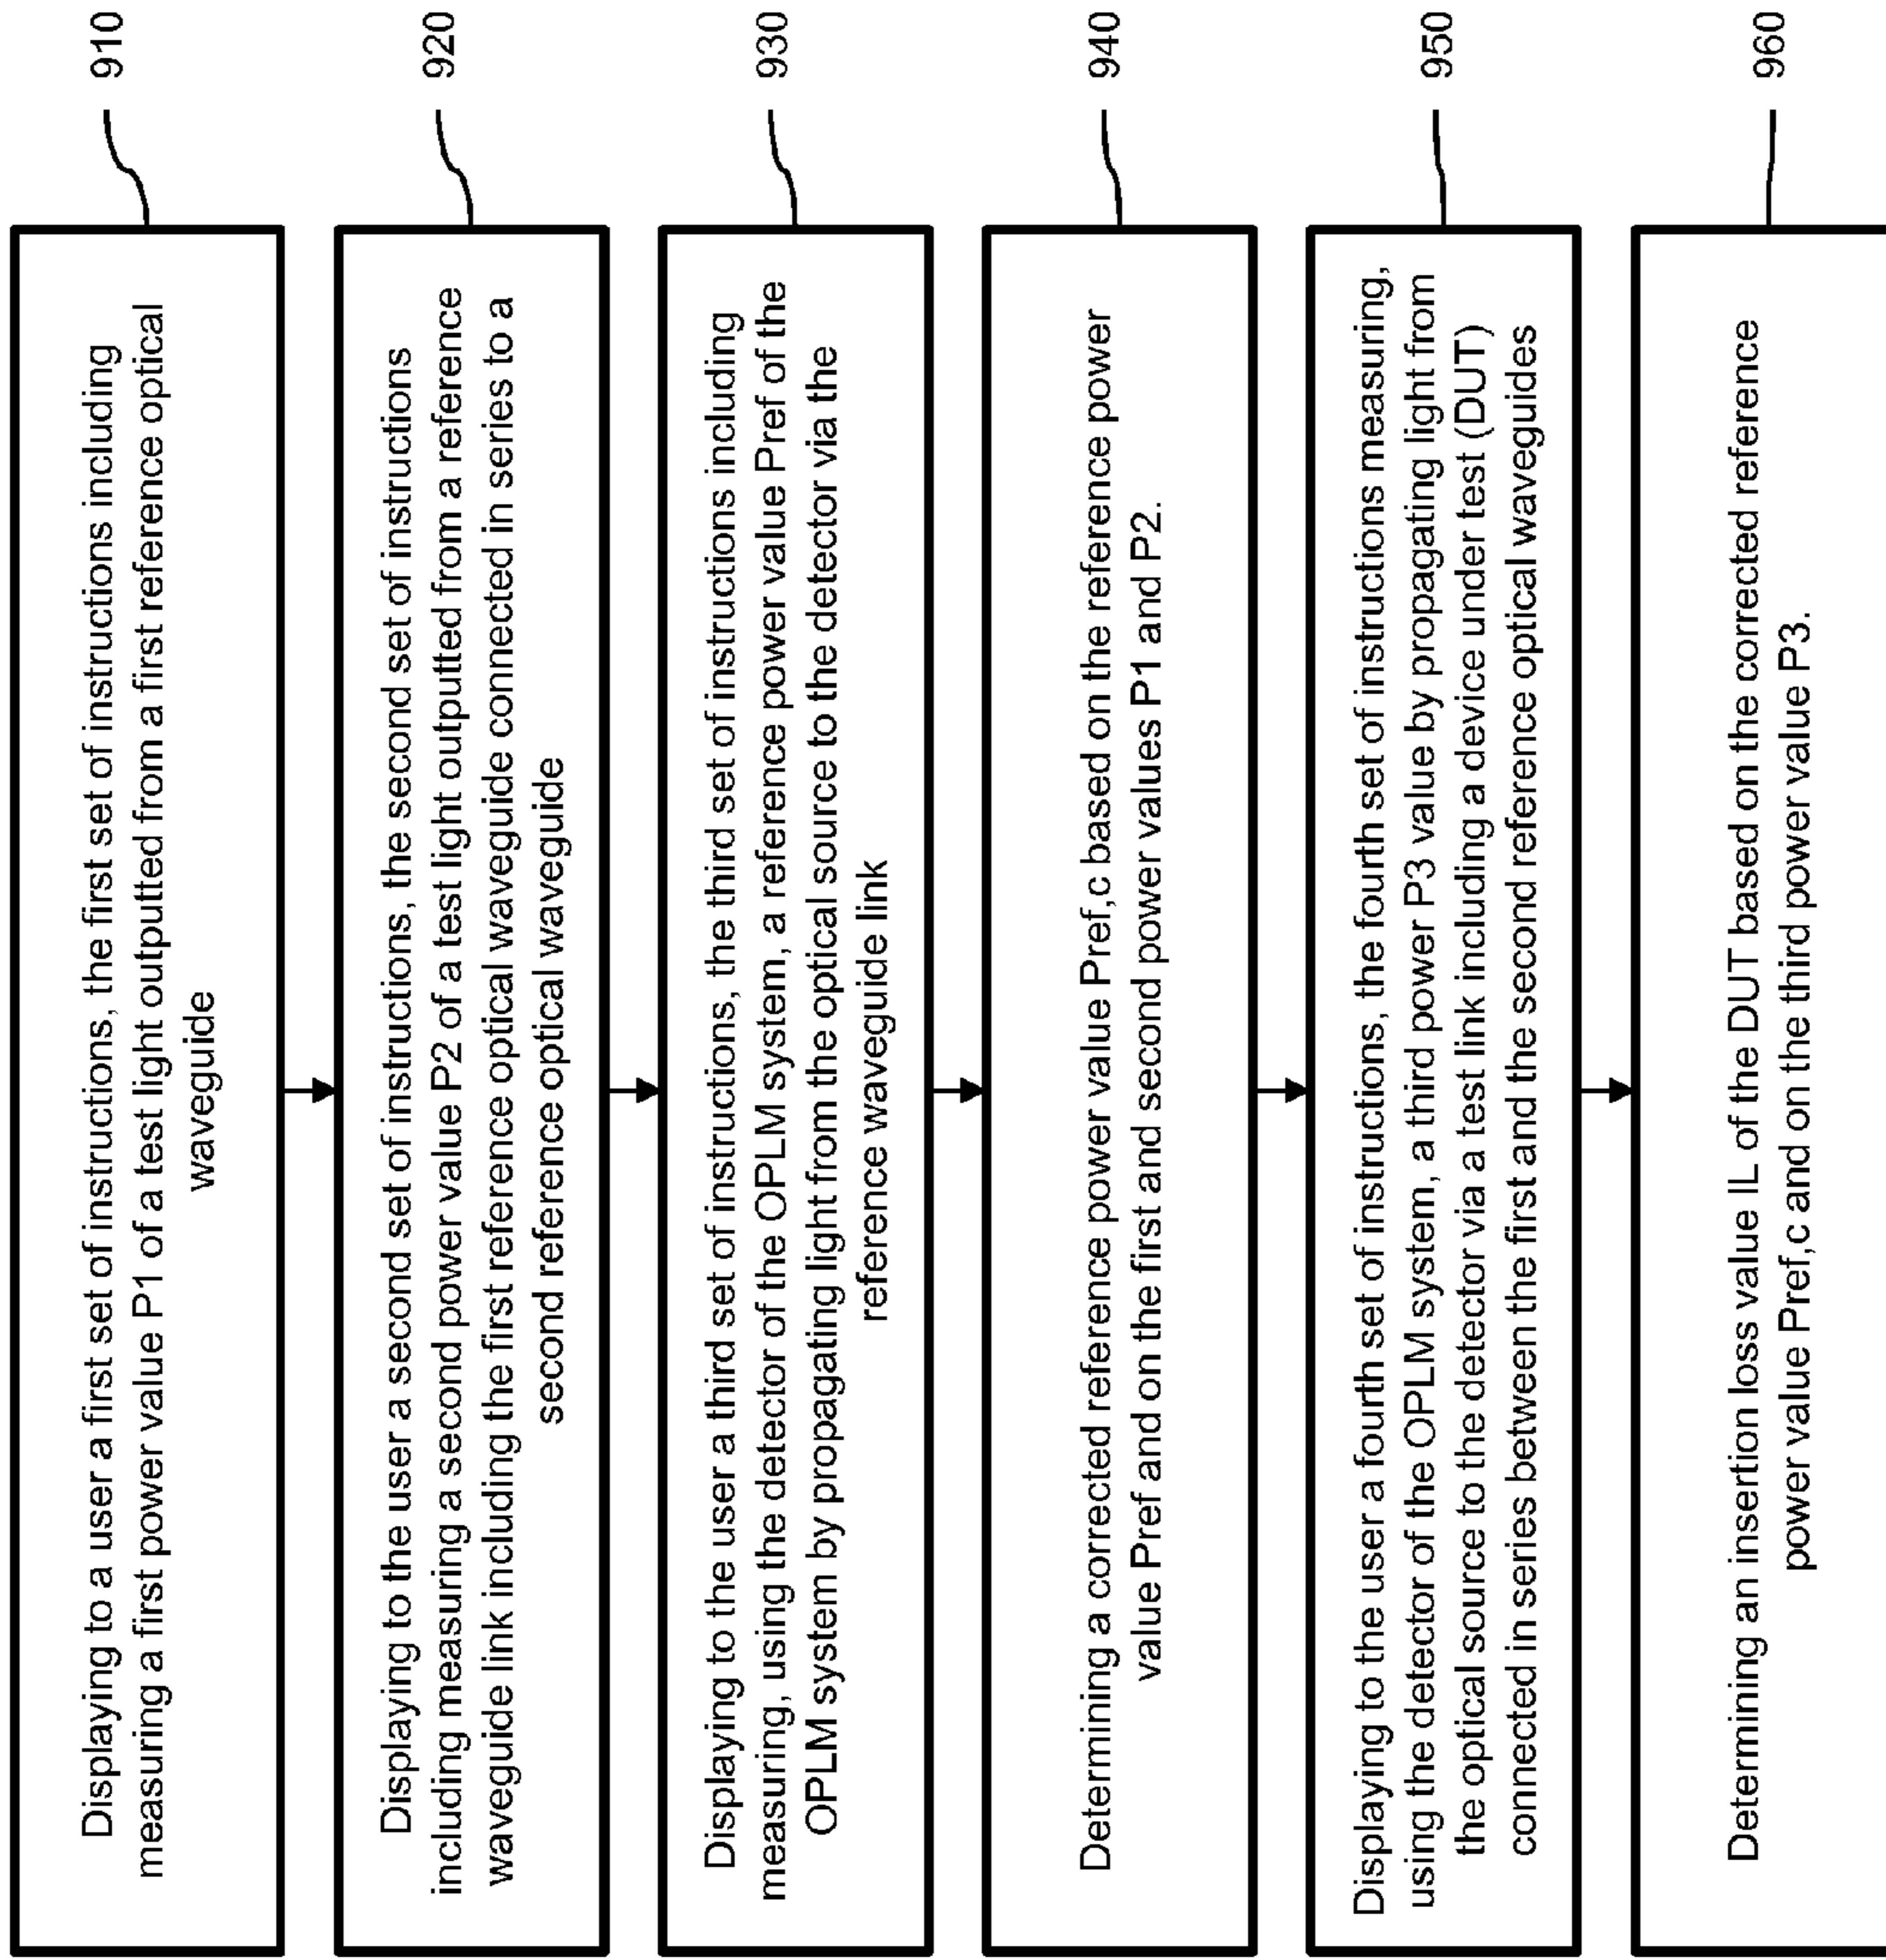 Displaying to a user a first set of instructions, the first set of instructions including
measuring a first power value P1 of a test light outputted from a first reference optical
waveguide
910
Displaying to the user a second set of instructions, the second set of instructions
including measuring a second power value P2 of a test light outputted from a reference
waveguide link including the first reference optical waveguide connected in series to a
second reference optical waveguide
920
Displaying to the user a third set of instructions, the third set of instructions including
measuring, using the detector of the OPLM system, a reference power value Pref of the
OPLM system by propagating light from the optical source to the detector via the
reference waveguide link
930
Determining a corrected reference power value Pref,c based on the reference power
value Pref and on the first and second power values P1 and P2.
940
Displaying to the user a fourth set of instructions, the fourth set of instructions measuring,
using the detector of the OPLM system, a third power P3 value by propagating light from
the optical source to the detector via a test link including a device under test (DUT)
connected in series between the first and the second reference optical waveguides
950
Determining an insertion loss value IL of the DUT based on the corrected reference
power value Pref,c and on the third power value P3.
960